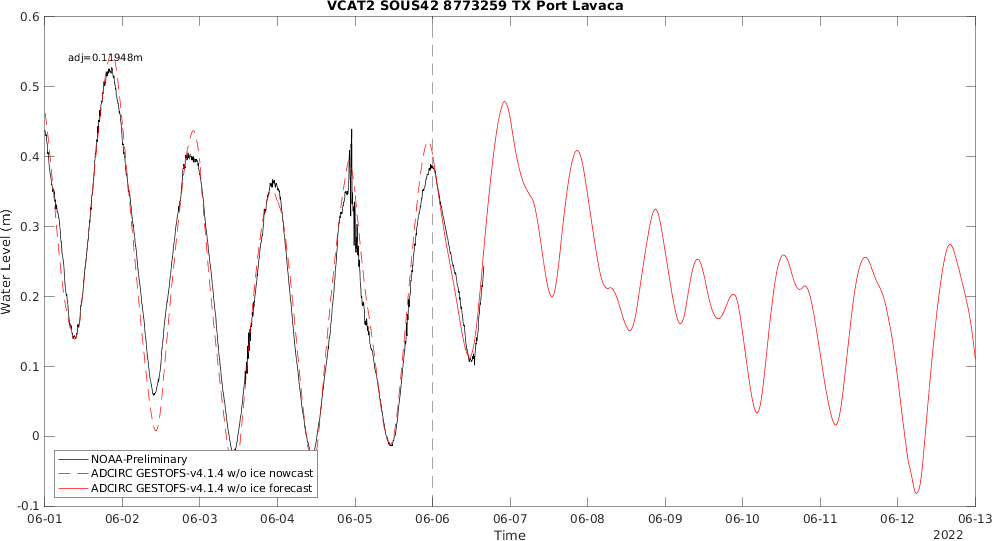 VCAT2 SOUS42 8773259 TX Port Lavaca
adj=0.11948m
Water Level (m)
0.6
0.5
0.4
0.3
0.2
0.1
0
-0.1
NOAA-Preliminary
ADCIRC GESTOFS-v4.1.4 w/o ice nowcast
ADCIRC GESTOFS-v4.1.4 w/o ice forecast
06-01 06-02 06-03 06-04 06-05 06-06 06-07 06-08 06-09 06-10 06-11 06-12 06-13
Time
2022